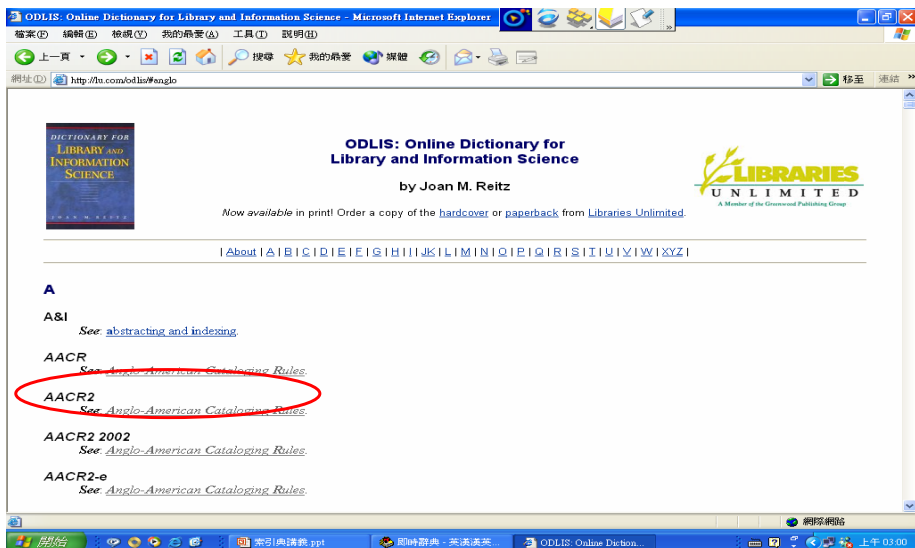 ODLIS: Online Dictionary for Library and Information Science - Microsoft Internet Explorer
檔案(F) 編輯(E) 檢視(V) 我的最愛(A) 工具(T) 說明(H)
上一頁 搜尋 我的最愛 媒體
網址(D) http://lu.com/odlis/#anglo 移至 連結 »
DICTIONARY FOR
LIBRARY AND
INFORMATION
SCIENCE
JOAN M. REITZ
ODLIS: Online Dictionary for
Library and Information Science
by Joan M. Reitz
Now available in print! Order a copy of the hardcover or paperback from Libraries Unlimited.
LIBRARIES
UNLIMITED
A Member of the Greenwood Publishing Group
| About | A | B | C | D | E | F | G | H | I | JK | L | M | N | O | P | Q | R | S | T | U | V | W | XYZ |
A
A&I
See: abstracting and indexing.
AACR
See: Anglo-American Cataloging Rules.
AACR2
See: Anglo-American Cataloging Rules.
AACR2 2002
See: Anglo-American Cataloging Rules.
AACR2-e
See: Anglo-American Cataloging Rules.
網際網路
開始 索引典講義.ppt 即時辭典 - 英漢漢英... ODLIS: Online Diction... 上午 03:00